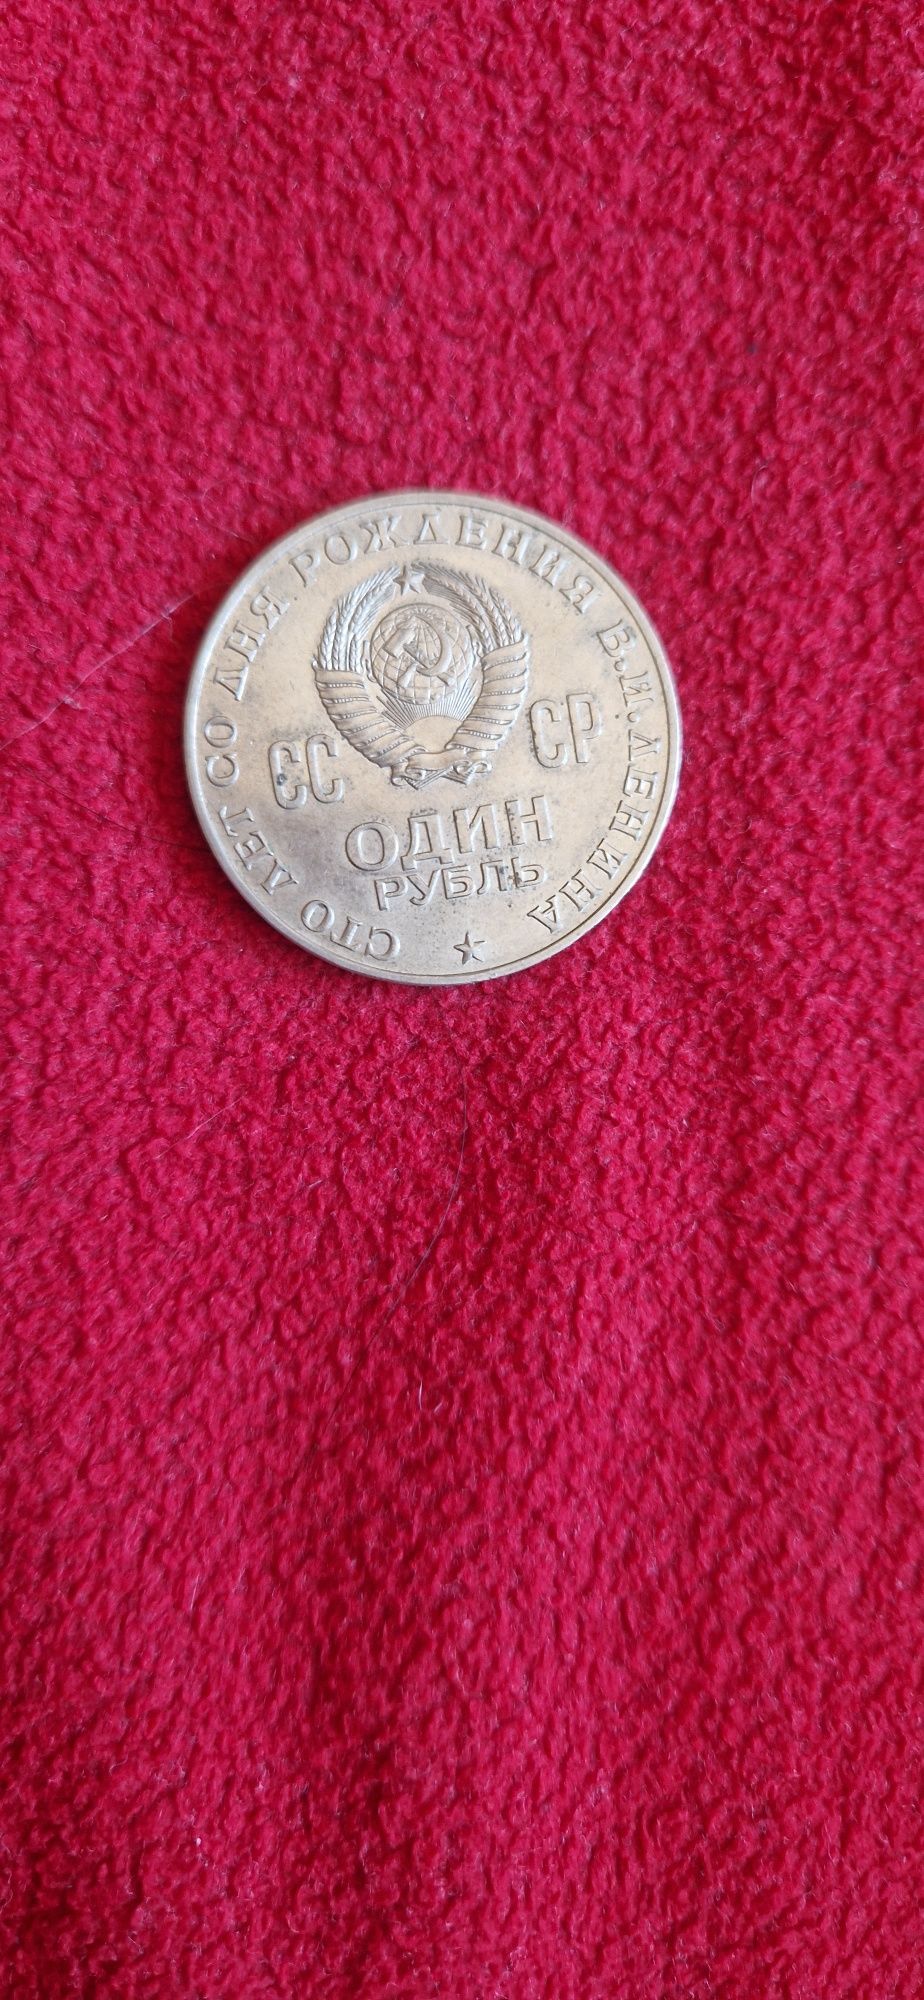 СТО ЛЕТ СО ДНЯ РОЖДЕНИЯ В.И.ЛЕНИНА
СС СР
ОДИН
РУБЛЬ